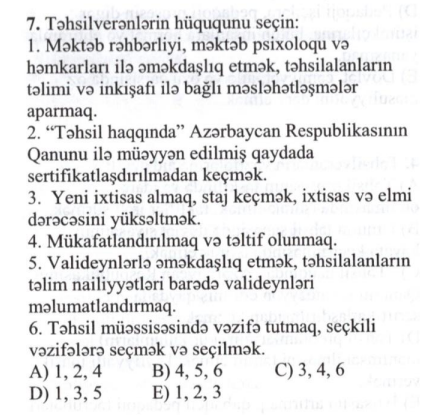 7. Təhsilverənlərin hüququnu seçin:
1. Məktəb rəhbərliyi, məktəb psixoloqu və
həmkarları ilə əməkdaşlıq etmək, təhsilalanların
təlimi və inkişafı ilə bağlı məsləhətləşmələr
aparmaq.
2. “Təhsil haqqında” Azərbaycan Respublikasının
Qanunu ilə müəyyən edilmiş qaydada
sertifikatlaşdırılmadan keçmək.
3. Yeni ixtisas almaq, staj keçmək, ixtisas və elmi
dərəcəsini yüksəltmək.
4. Mükafatlandırılmaq və təltif olunmaq.
5. Valideynlərlə əməkdaşlıq etmək, təhsilalanların
təlim nailiyyətləri barədə valideynləri
məlumatlandırmaq.
6. Təhsil müəssisəsində vəzifə tutmaq, seçkili
vəzifələrə seçmək və seçilmək.
A) 1, 2, 4 B) 4, 5, 6 C) 3, 4, 6
D) 1, 3, 5 E) 1, 2, 3